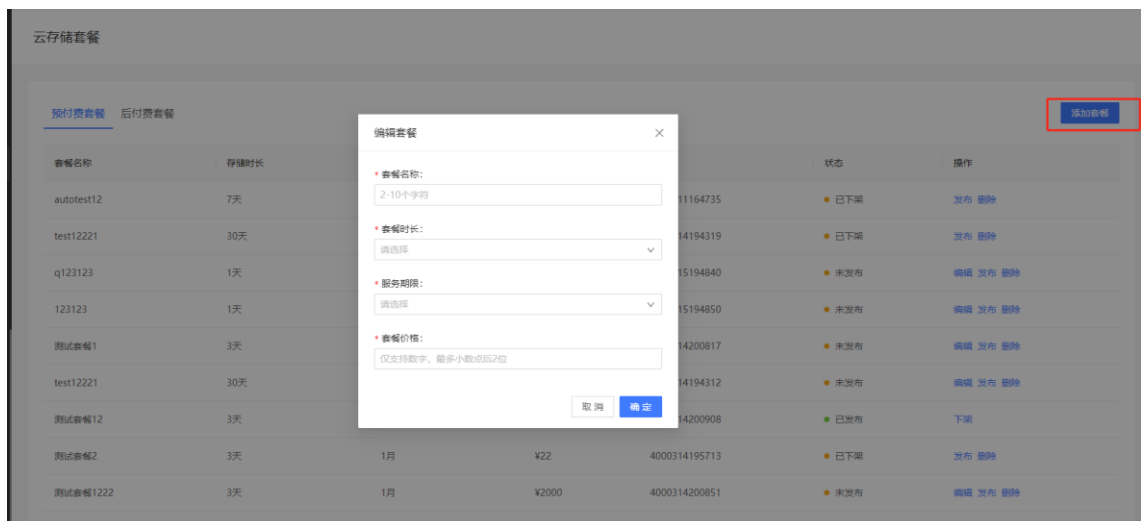 云存储套餐
预付费套餐 后付费套餐
添加套餐
套餐名称 存储时长 状态 操作
autotest12 7天 11164735 已下架 发布 删除
test12221 30天 14194319 已下架 发布 删除
q123123 1天 15194840 未发布 编辑 发布 删除
123123 1天 15194850 未发布 编辑 发布 删除
测试套餐1 3天 14200817 未发布 编辑 发布 删除
test12221 30天 14194312 未发布 编辑 发布 删除
测试套餐12 3天 14200908 已发布 下架
测试套餐2 3天 1月 ¥22 4000314195713 已下架 发布 删除
测试套餐1222 3天 1月 ¥2000 4000314200851 未发布 编辑 发布 删除
编辑套餐
* 套餐名称:
2-10个字符
* 套餐时长:
请选择
* 服务期限:
请选择
* 套餐价格:
仅支持数字，最多小数点后2位
取消 确定